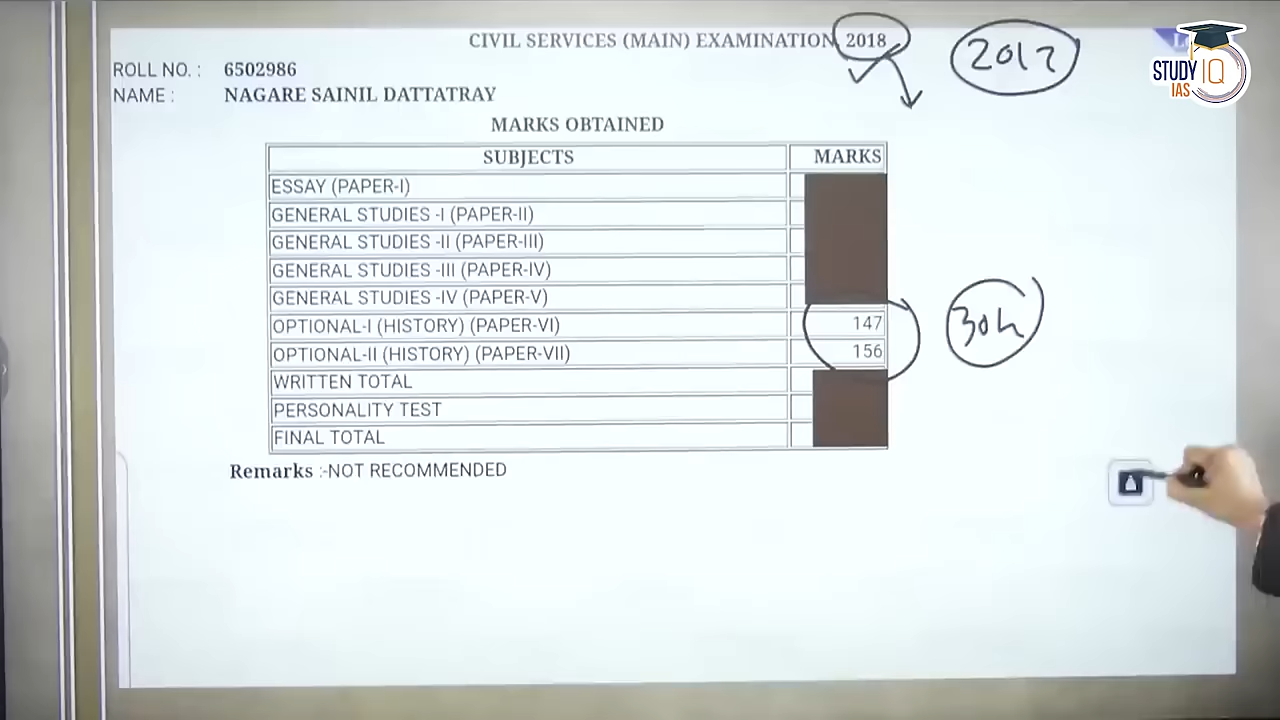 CIVIL SERVICES (MAIN) EXAMINATION, 2018
2017
STUDY IQ
IAS
ROLL NO. : 6502986
NAME : NAGARE SAINIL DATTATRAY
MARKS OBTAINED
SUBJECTS MARKS
ESSAY (PAPER-I)
GENERAL STUDIES -I (PAPER-II)
GENERAL STUDIES -II (PAPER-III)
GENERAL STUDIES -III (PAPER-IV)
GENERAL STUDIES -IV (PAPER-V)
OPTIONAL-I (HISTORY) (PAPER-VI) 147
304
OPTIONAL-II (HISTORY) (PAPER-VII) 156
WRITTEN TOTAL
PERSONALITY TEST
FINAL TOTAL
Remarks :-NOT RECOMMENDED